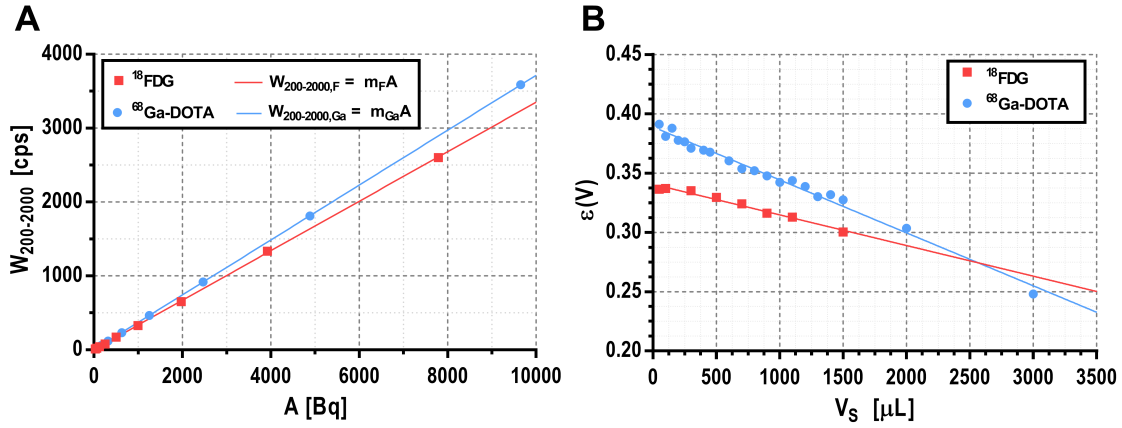 A
W200-2000 [cps]
4000
3000
2000
1000
0
0
2000
4000
6000
8000
10000
A [Bq]
18FDG
W200-2000,F = mFA
68Ga-DOTA
W200-2000,Ga = mGaA
B
ε(V)
0.45
0.40
0.35
0.30
0.25
0.20
0
500
1000
1500
2000
2500
3000
3500
VS [μL]
18FDG
68Ga-DOTA